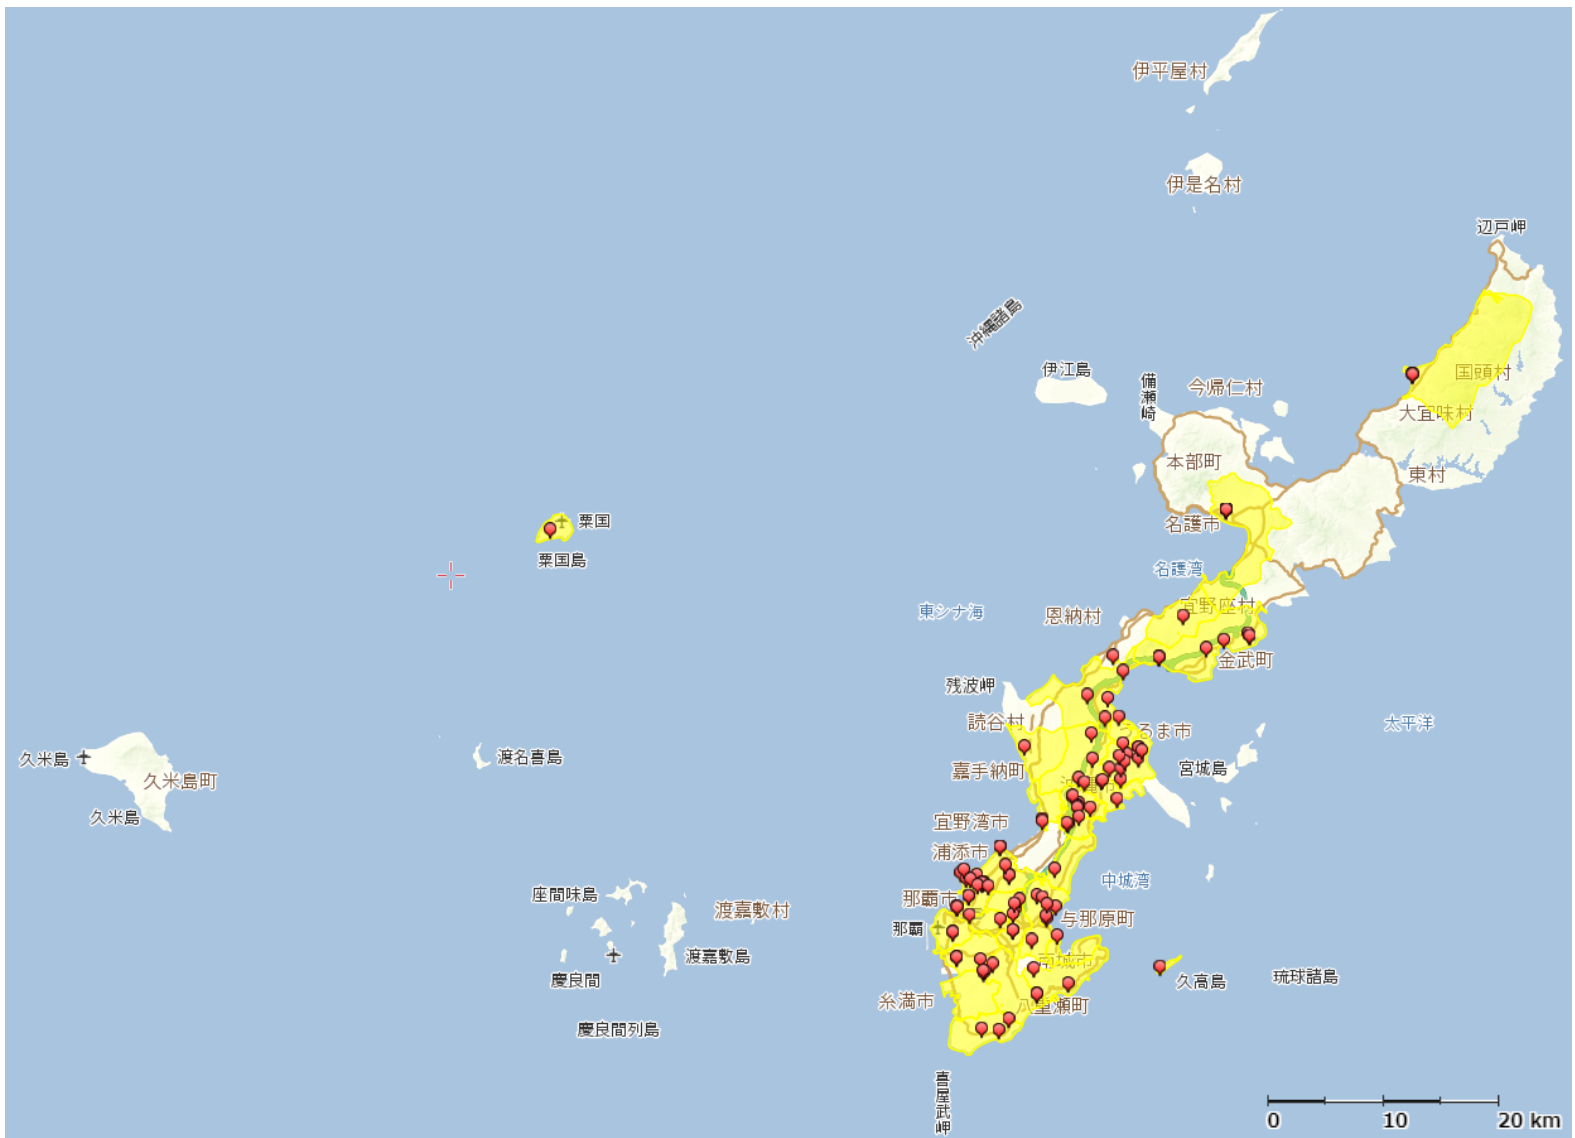 伊平屋村
伊是名村
辺戸岬
沖縄諸島
伊江島
備瀬崎
今帰仁村
国頭村
大宜味村
本部町
東村
名護市
粟国
粟国島
名護湾
宜野座村
東シナ海
恩納村
金武町
残波岬
読谷村
うるま市
太平洋
久米島
渡名喜島
嘉手納町
宮城島
久米島町
沖縄市
久米島
宜野湾市
浦添市
中城湾
座間味島
那覇市
渡嘉敷村
与那原町
那覇
渡嘉敷島
南城市
慶良間
久高島
琉球諸島
糸満市
八重瀬町
慶良間列島
喜屋武岬
0 10 20 km